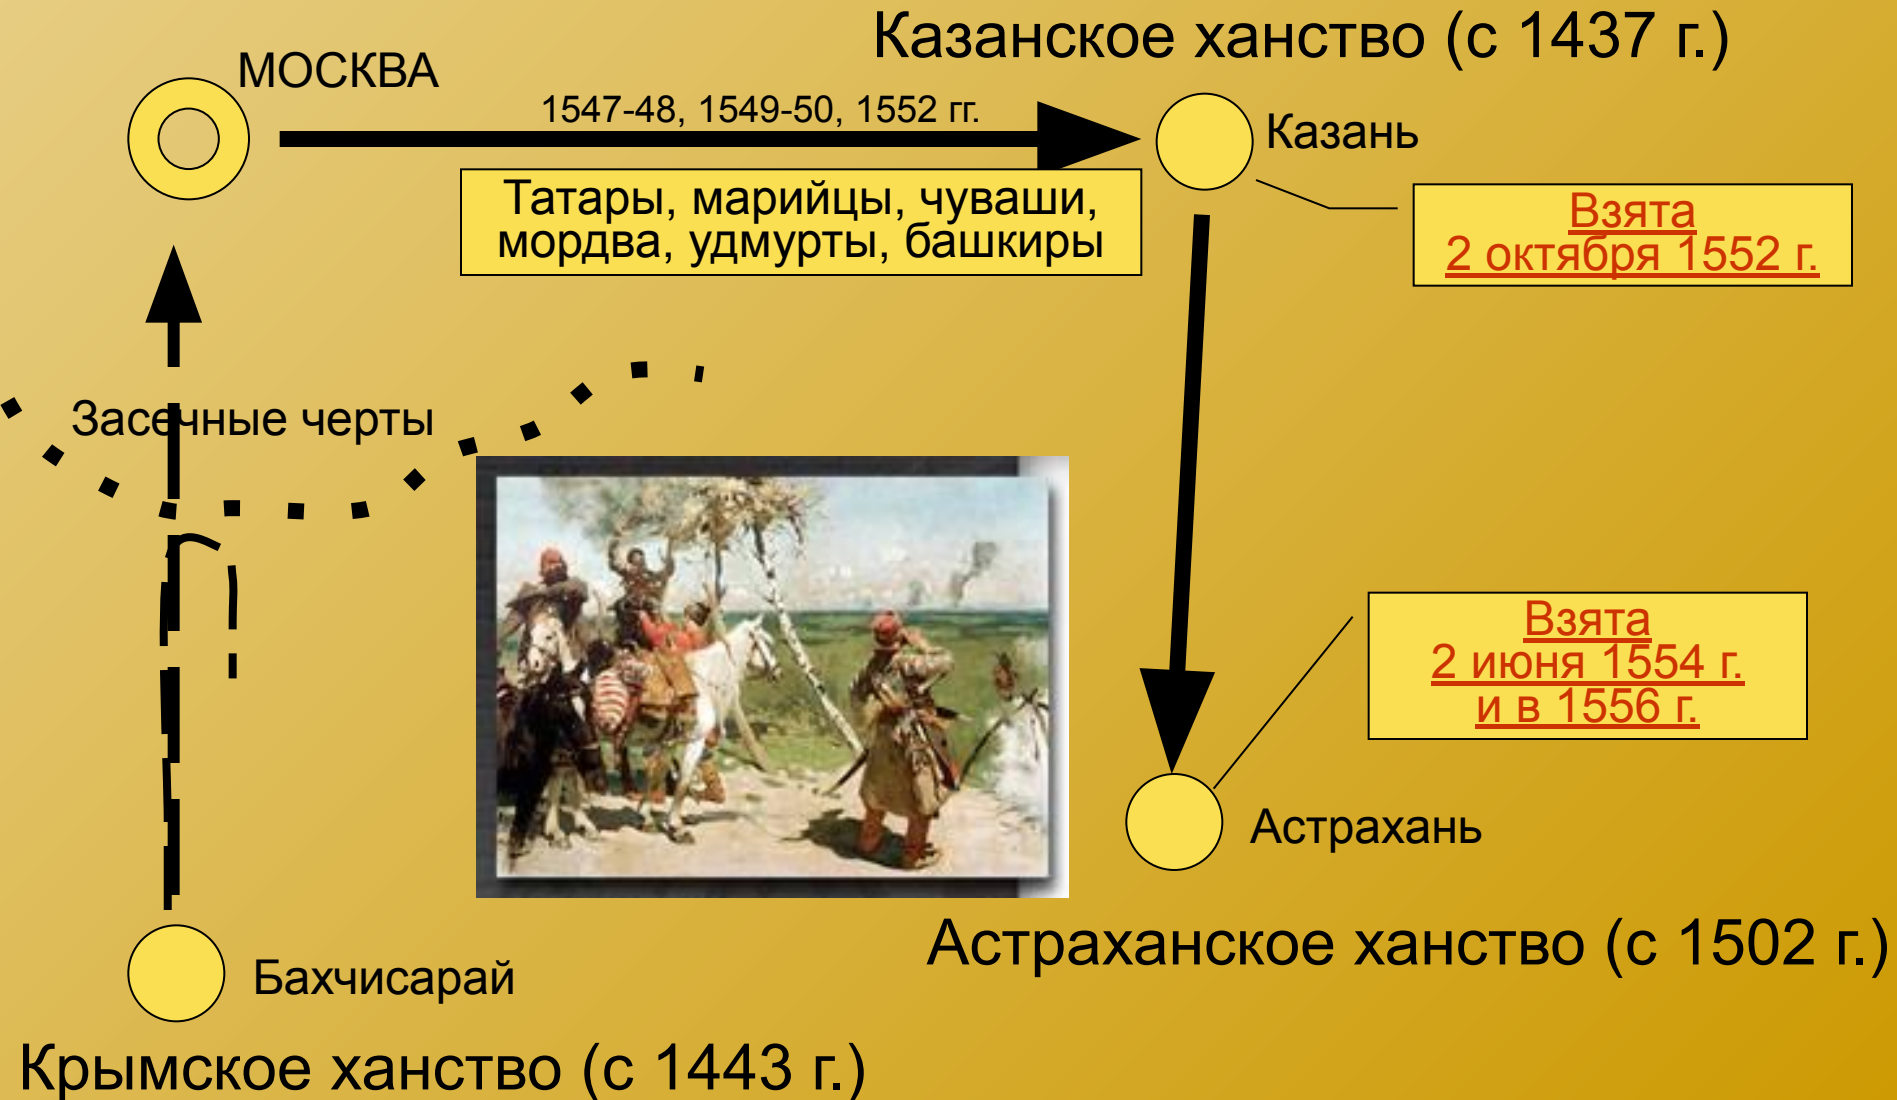 Казанское ханство (с 1437 г.)
МОСКВА
1547-48, 1549-50, 1552 гг.
Казань
Татары, марийцы, чуваши,
мордва, удмурты, башкиры
Взята
2 октября 1552 г.
Засечные черты
Взята
2 июня 1554 г.
и в 1556 г.
Астрахань
Астраханское ханство (с 1502 г.)
Бахчисарай
Крымское ханство (с 1443 г.)